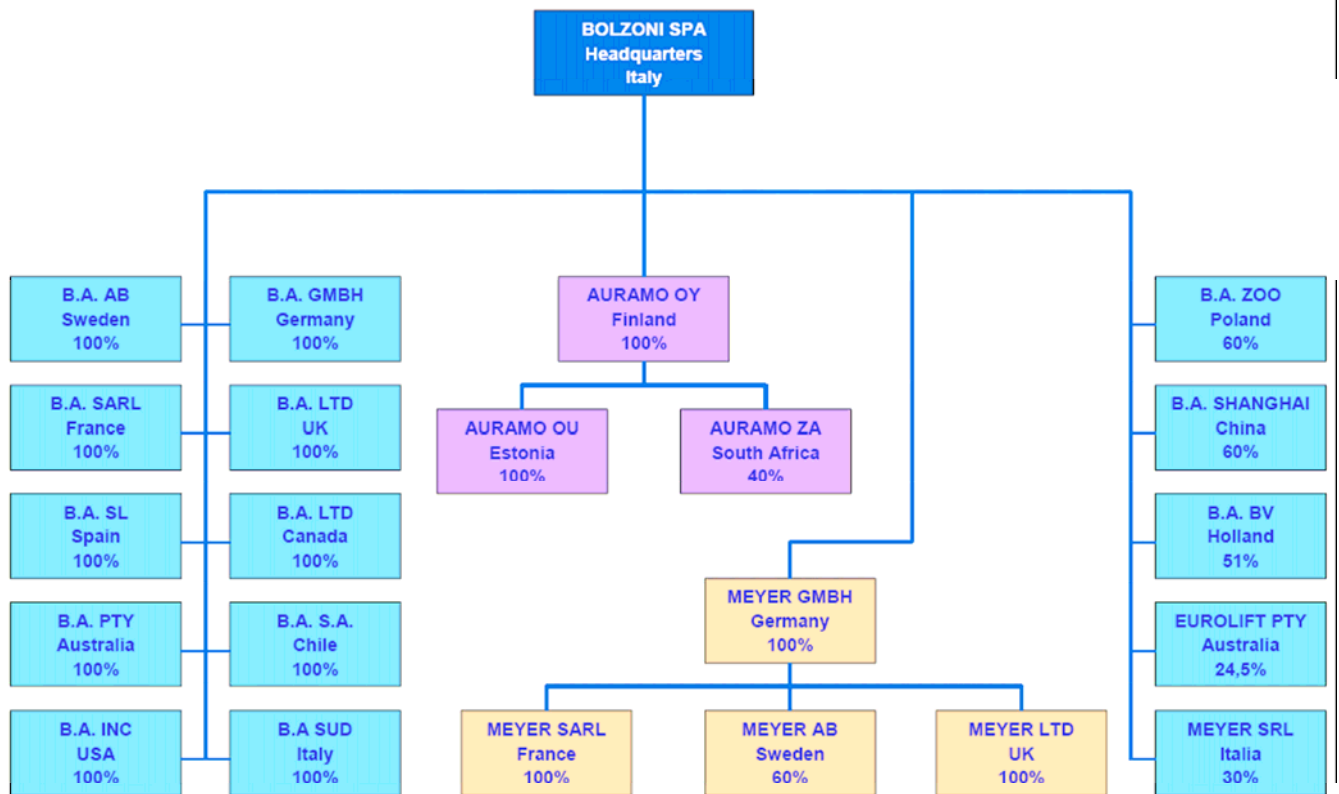 BOLZONI SPA
Headquarters
Italy
B.A. AB
Sweden
100%
B.A. GMBH
Germany
100%
AURAMO OY
Finland
100%
B.A. ZOO
Poland
60%
B.A. SARL
France
100%
B.A. LTD
UK
100%
AURAMO OU
Estonia
100%
AURAMO ZA
South Africa
40%
B.A. SHANGHAI
China
60%
B.A. SL
Spain
100%
B.A. LTD
Canada
100%
B.A. BV
Holland
51%
B.A. PTY
Australia
100%
B.A. S.A.
Chile
100%
MEYER GMBH
Germany
100%
EUROLIFT PTY
Australia
24,5%
B.A. INC
USA
100%
B.A SUD
Italy
100%
MEYER SARL
France
100%
MEYER AB
Sweden
60%
MEYER LTD
UK
100%
MEYER SRL
Italia
30%